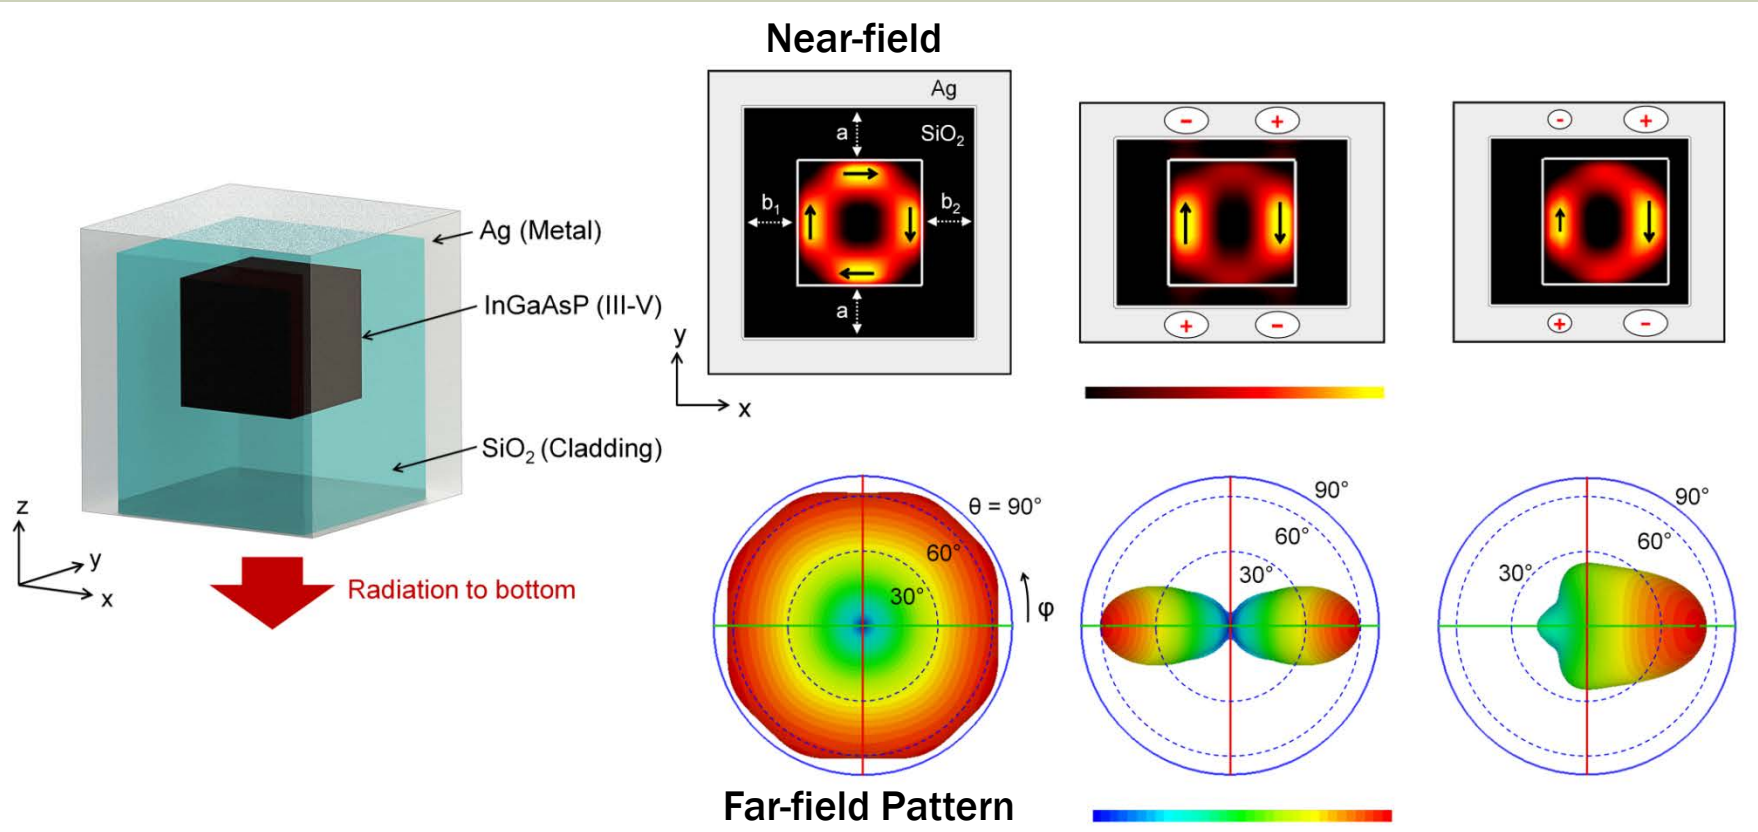 Near-field
Ag (Metal)
InGaAsP (III-V)
SiO₂ (Cladding)
z
y
x
Radiation to bottom
Ag
SiO₂
a
b₁
b₂
a
y
x
- +
+ -
- +
+ -
θ = 90°
60°
30°
φ
90°
60°
30°
90°
60°
30°
Far-field Pattern